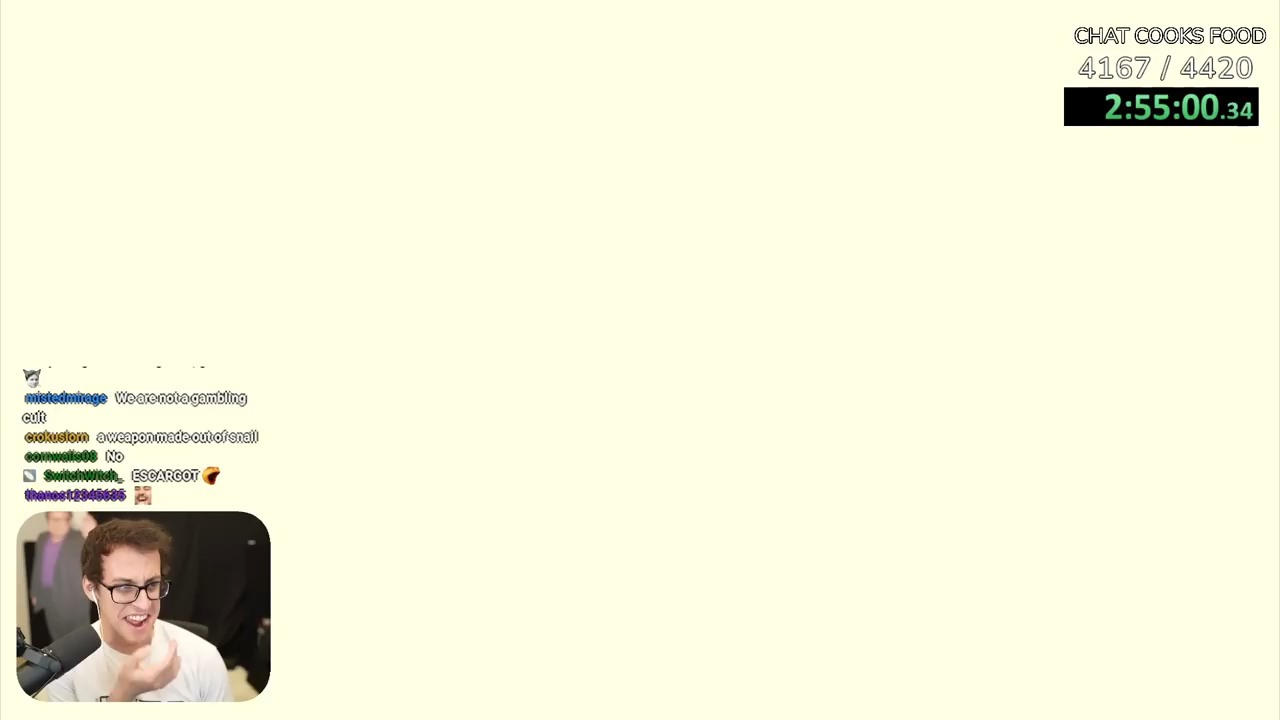 CHAT COOKS FOOD
4167 / 4420
2:55:00.34
mistedmirage We are not a gambling
cult
crokusiorn a weapon made out of snail
cornwalis08 No
SwitchWitch_ ESCARGOT